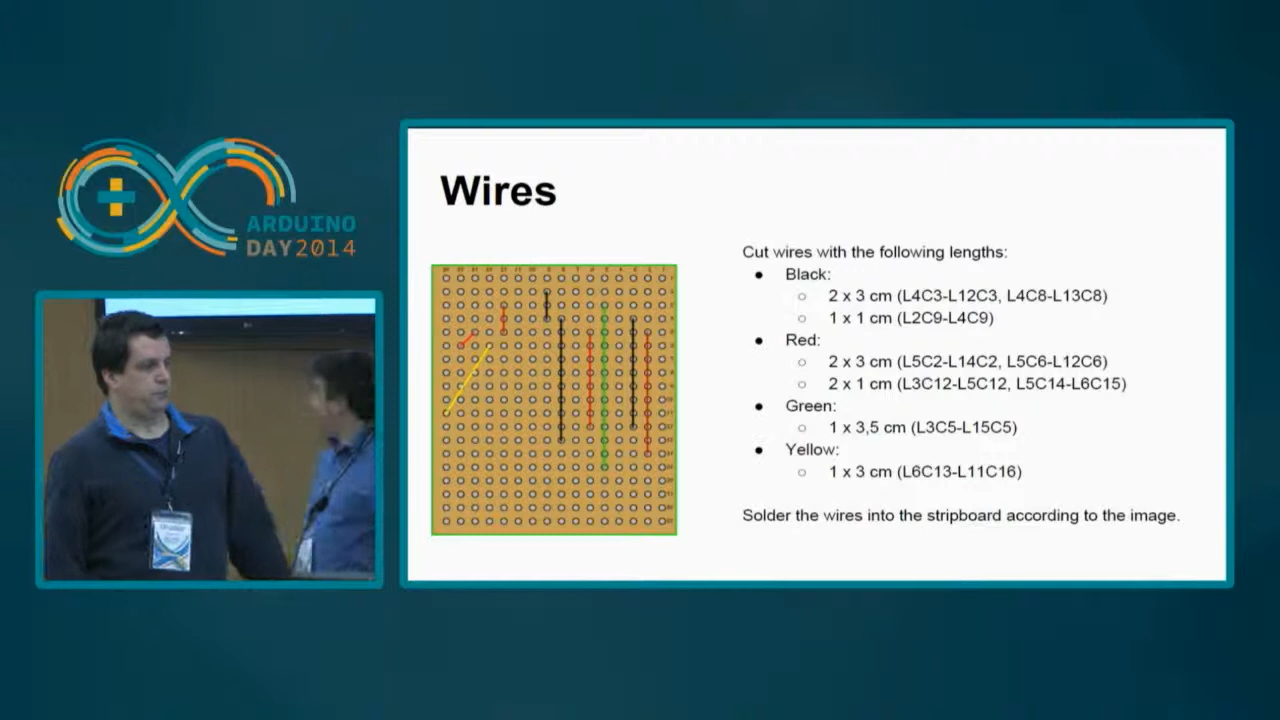 ARDUINO
DAY2014
Wires
Cut wires with the following lengths:
● Black:
○ 2 x 3 cm (L4C3-L12C3, L4C8-L13C8)
○ 1 x 1 cm (L2C9-L4C9)
● Red:
○ 2 x 3 cm (L5C2-L14C2, L5C6-L12C6)
○ 2 x 1 cm (L3C12-L5C12, L5C14-L6C15)
● Green:
○ 1 x 3,5 cm (L3C5-L15C5)
● Yellow:
○ 1 x 3 cm (L6C13-L11C16)
Solder the wires into the stripboard according to the image.